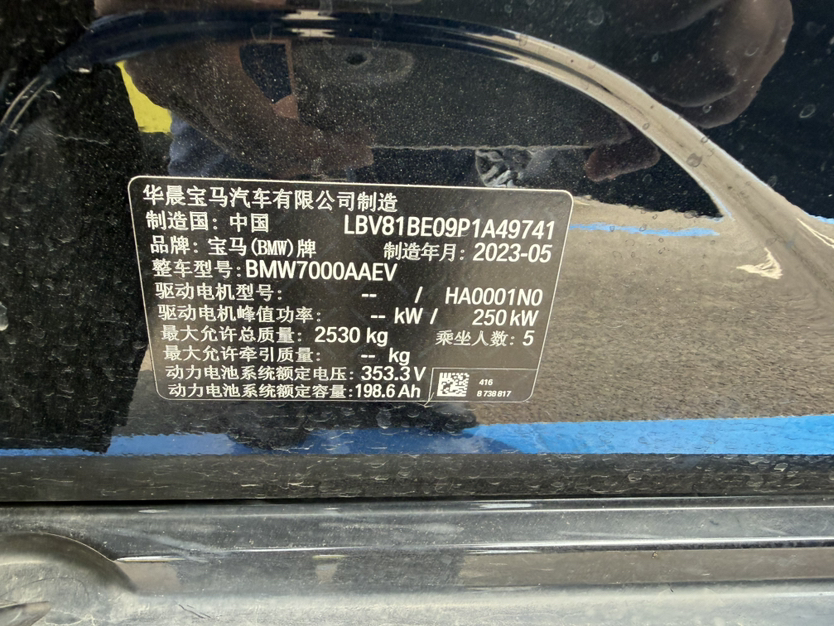 华晨宝马汽车有限公司制造
制造国: 中国 LBV81BE09P1A49741
品牌: 宝马(BMW)牌 制造年月: 2023-05
整车型号: BMW7000AAEV
驱动电机型号: -- / HA0001N0
驱动电机峰值功率: -- kW / 250 kW
最大允许总质量: 2530 kg 乘坐人数: 5
最大允许牵引质量: -- kg
动力电池系统额定电压: 353.3 V
动力电池系统额定容量: 198.6 Ah
416
8 738 817